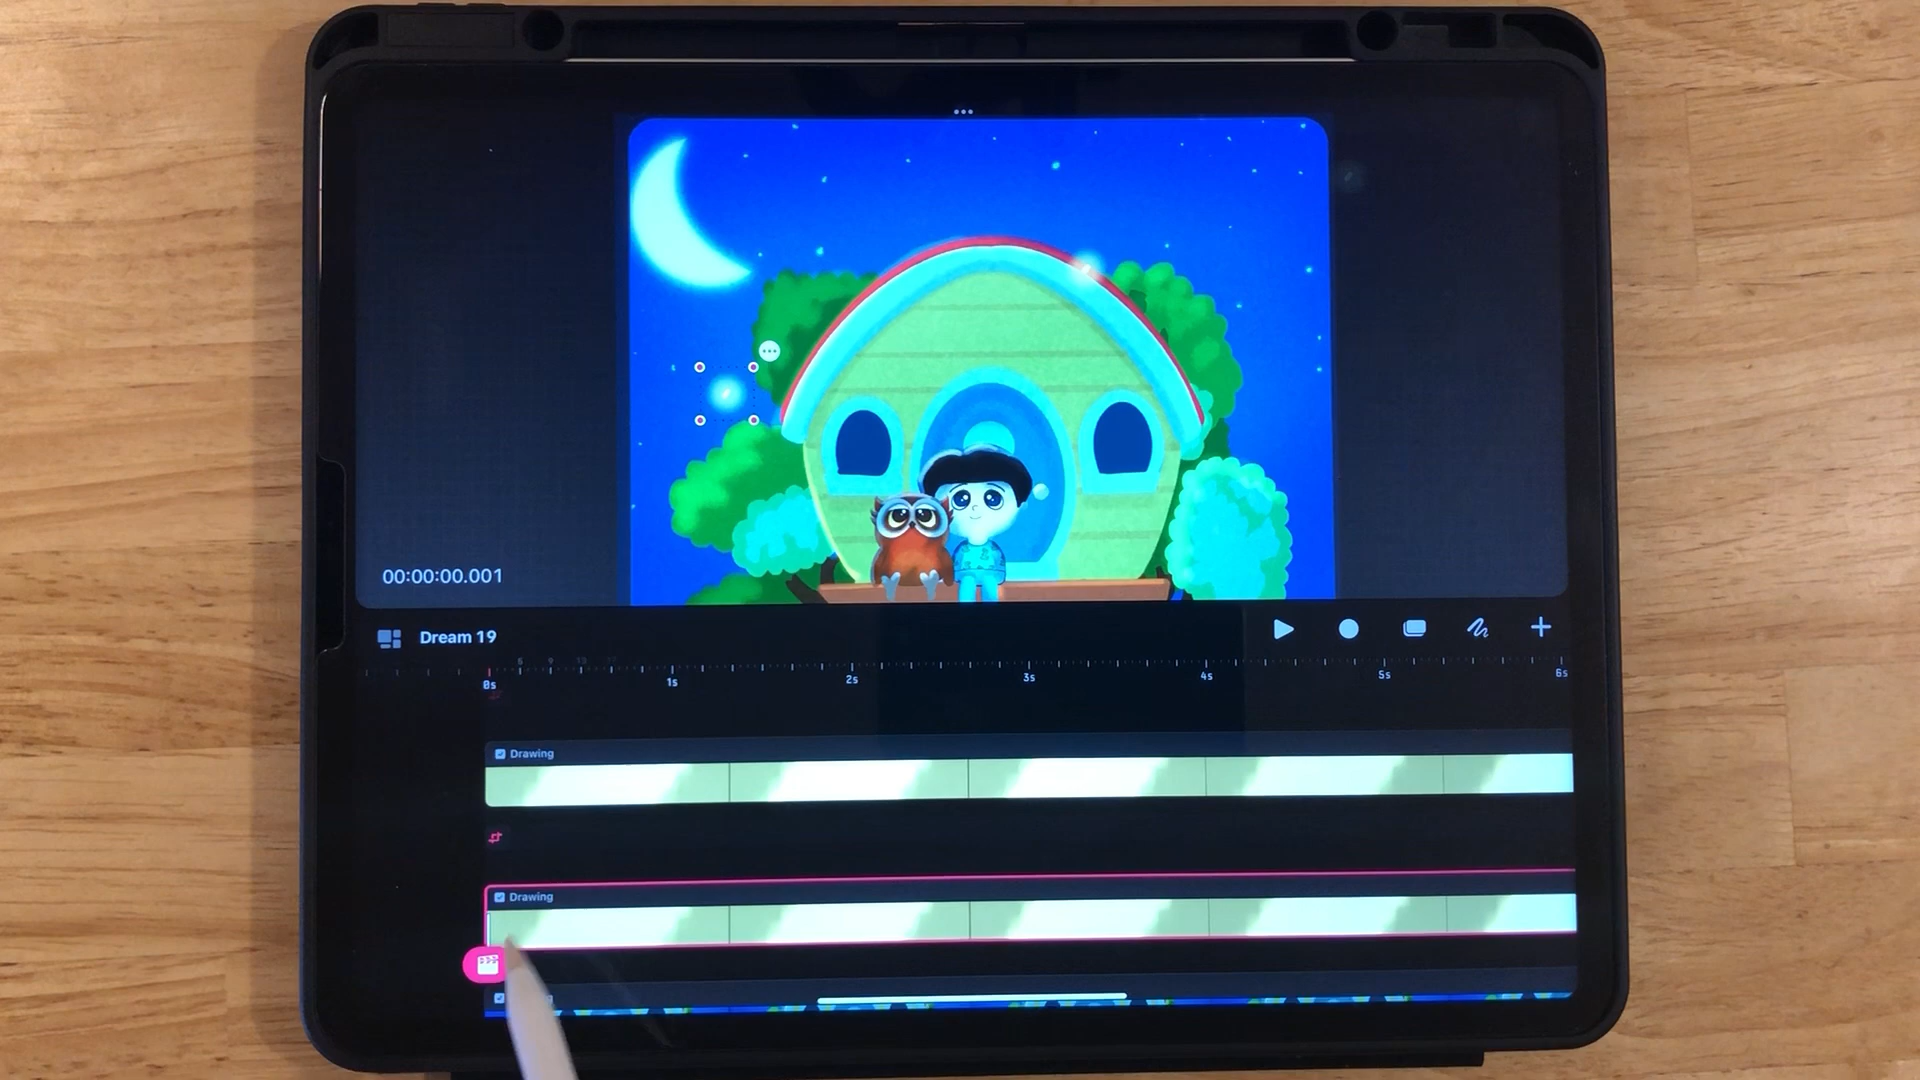 00:00:00.001
Dream 19
0s 1s 2s 3s 4s 5s 6s
Drawing
Drawing